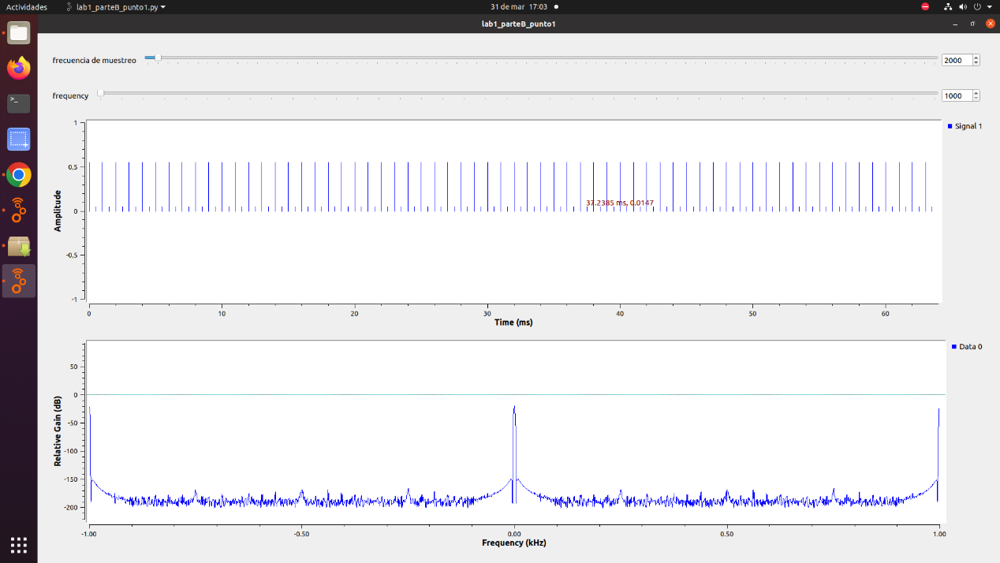 Actividades lab1_parteB_punto1.py 31 de mar 17:03
lab1_parteB_punto1
frecuencia de muestreo 2000
frequency 1000
Signal 1
1
0,5
0
-0,5
-1
Amplitude
37.2385 ms, 0.0147
0 10 20 30 40 50 60
Time (ms)
Data 0
50
0
-50
-100
-150
-200
Relative Gain (dB)
-1.00 -0.50 0.00 0.50 1.00
Frequency (kHz)